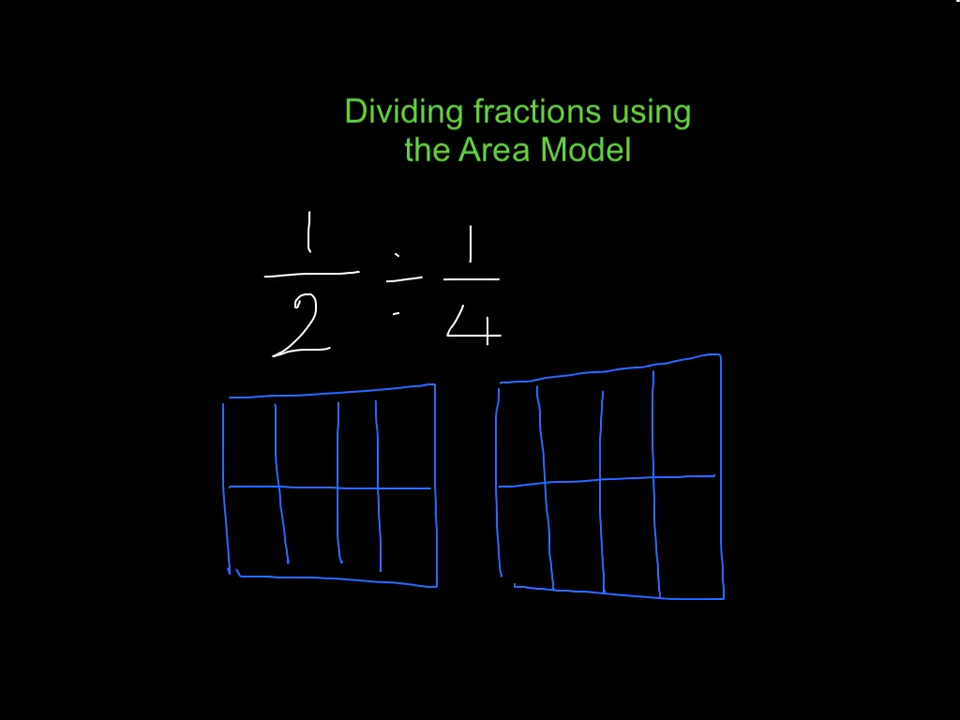 Dividing fractions using
the Area Model
1/2 ÷ 1/4